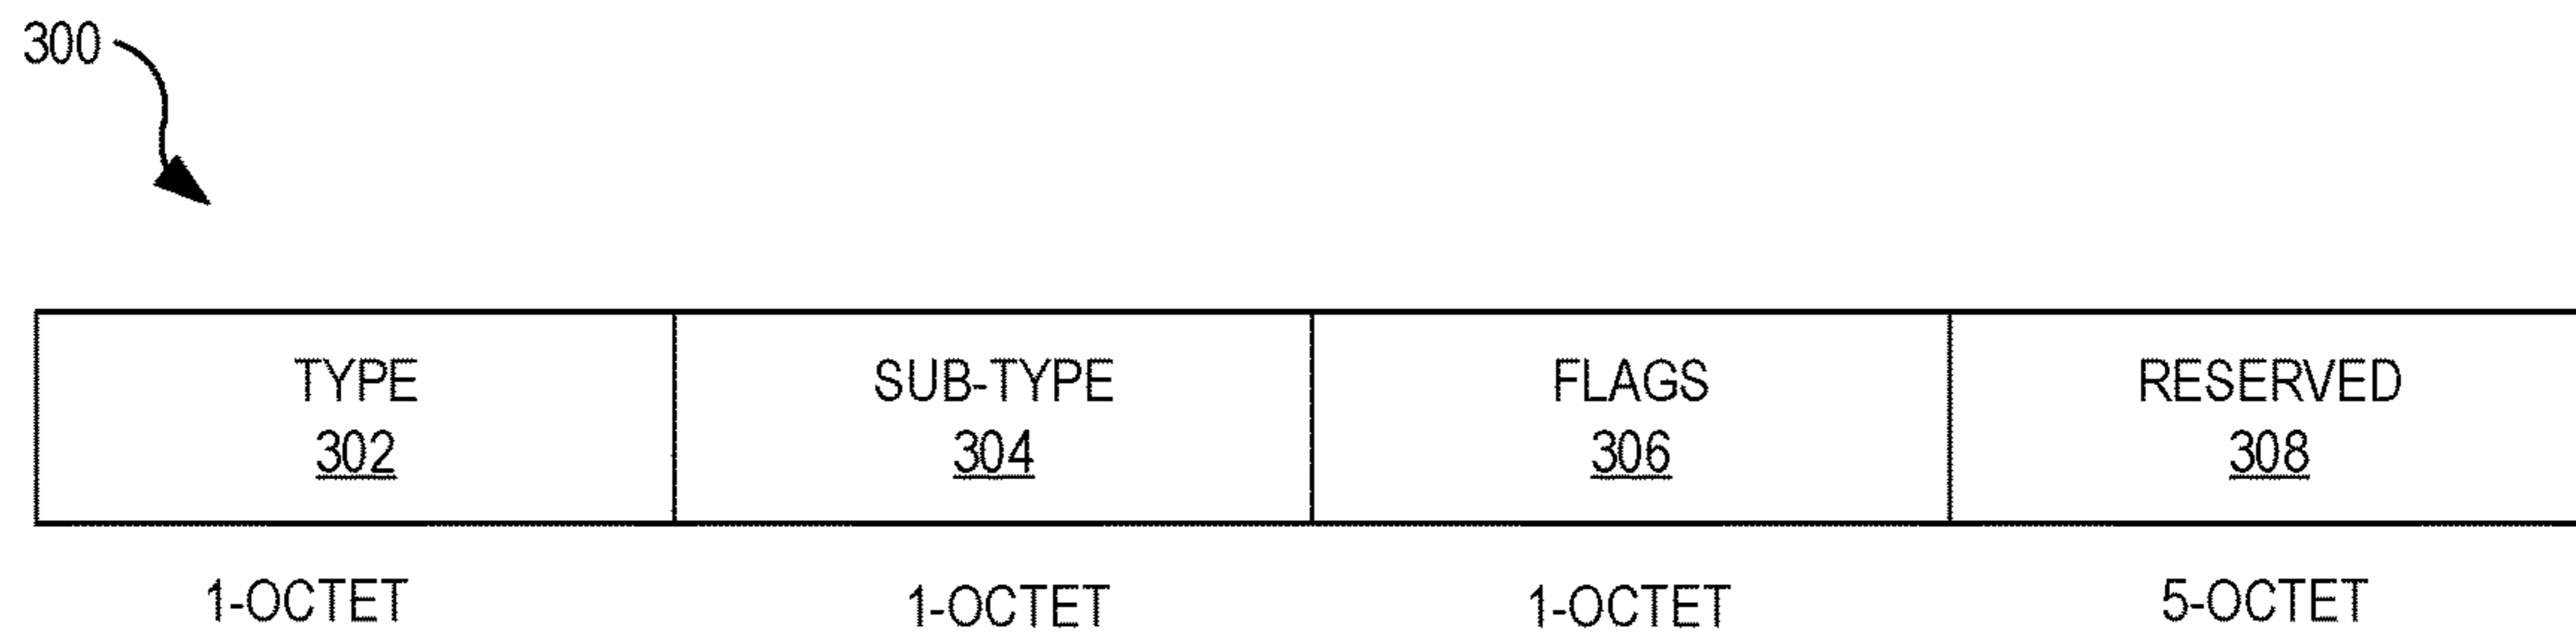 300
TYPE
302
SUB-TYPE
304
FLAGS
306
RESERVED
308
1-OCTET
1-OCTET
1-OCTET
5-OCTET